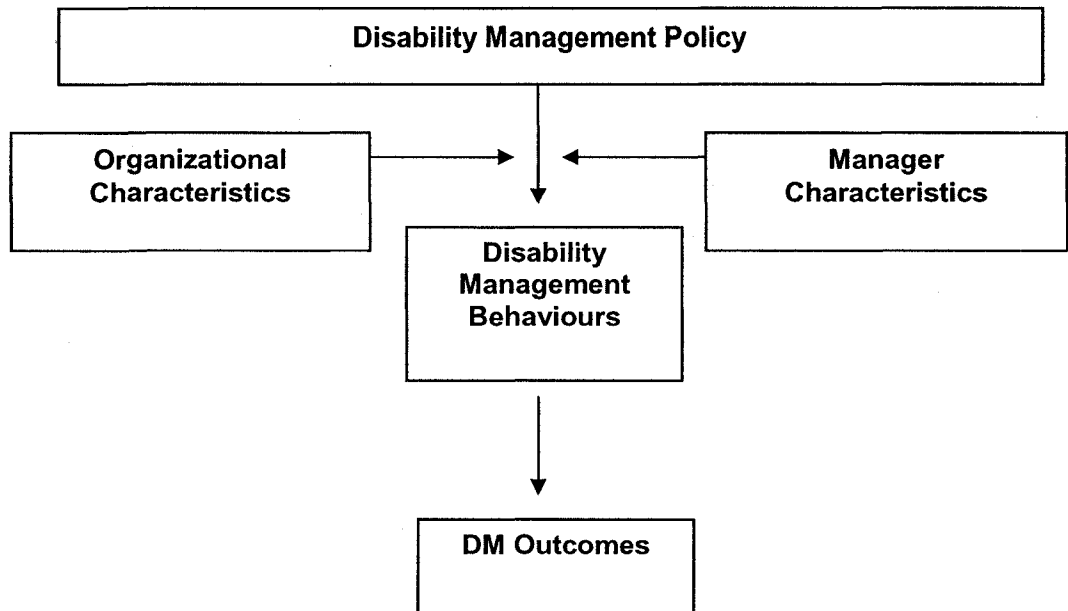 Disability Management Policy
Organizational
Characteristics
Manager
Characteristics
Disability
Management
Behaviours
DM Outcomes